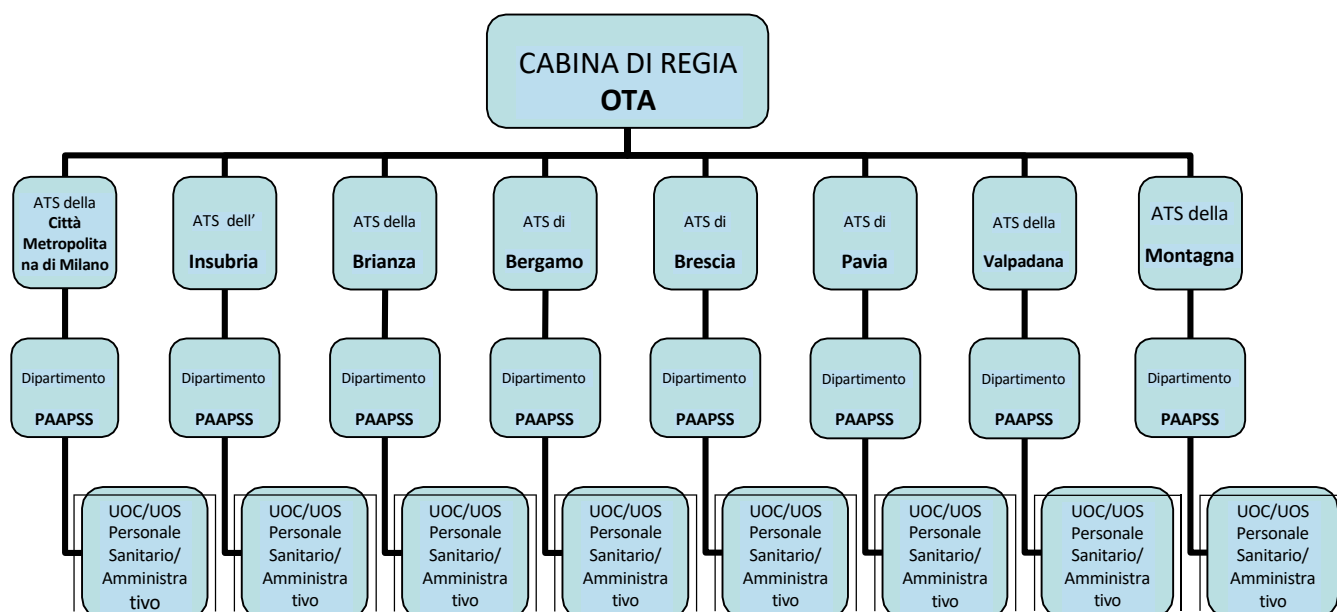 CABINA DI REGIA
OTA
ATS della
Città
Metropolita
na di Milano
ATS dell’
Insubria
ATS della
Brianza
ATS di
Bergamo
ATS di
Brescia
ATS di
Pavia
ATS della
Valpadana
ATS della
Montagna
Dipartimento
PAAPSS
Dipartimento
PAAPSS
Dipartimento
PAAPSS
Dipartimento
PAAPSS
Dipartimento
PAAPSS
Dipartimento
PAAPSS
Dipartimento
PAAPSS
Dipartimento
PAAPSS
UOC/UOS
Personale
Sanitario/
Amministra
tivo
UOC/UOS
Personale
Sanitario/
Amministra
tivo
UOC/UOS
Personale
Sanitario/
Amministra
tivo
UOC/UOS
Personale
Sanitario/
Amministra
tivo
UOC/UOS
Personale
Sanitario/
Amministra
tivo
UOC/UOS
Personale
Sanitario/
Amministra
tivo
UOC/UOS
Personale
Sanitario/
Amministra
tivo
UOC/UOS
Personale
Sanitario/
Amministra
tivo